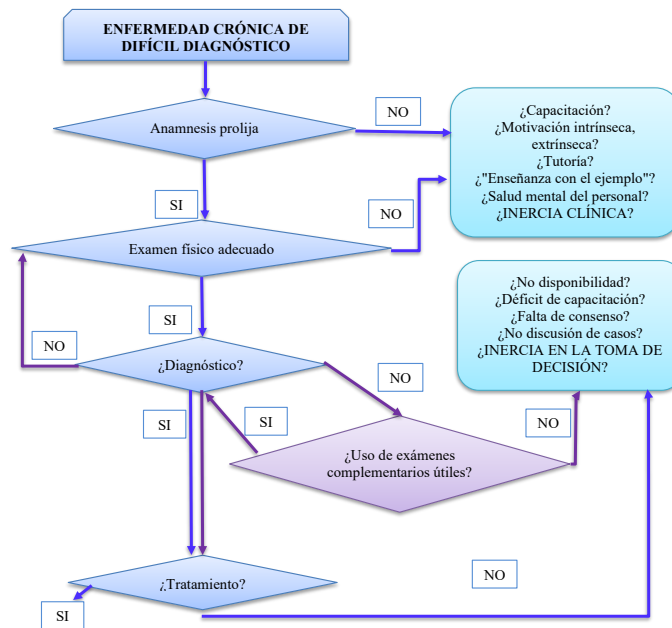 ENFERMEDAD CRÓNICA DE
DIFÍCIL DIAGNÓSTICO
NO
Anamnesis prolija
¿Capacitación?
¿Motivación intrínseca,
extrínseca?
¿Tutoría?
¿"Enseñanza con el ejemplo"?
¿Salud mental del personal?
¿INERCIA CLÍNICA?
SI
NO
Examen físico adecuado
¿No disponibilidad?
¿Déficit de capacitación?
¿Falta de consenso?
¿No discusión de casos?
¿INERCIA EN LA TOMA DE
DECISIÓN?
SI
NO
¿Diagnóstico?
NO
SI
SI
NO
¿Uso de exámenes
complementarios útiles?
¿Tratamiento?
NO
SI